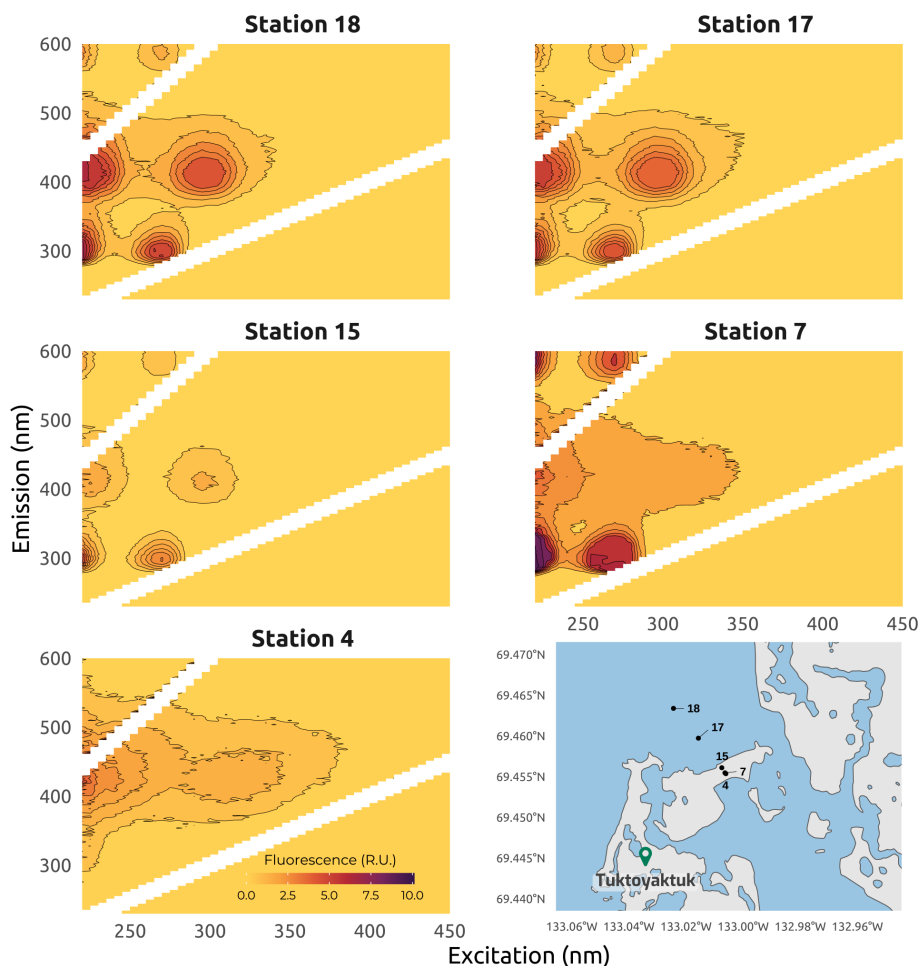 Station 18
Station 17
600
500
400
300
Station 15
Station 7
600
500
400
300
Emission (nm)
250 300 350 400 450
Station 4
600
500
400
300
Fluorescence (R.U.)
0.0 2.5 5.0 7.5 10.0
250 300 350 400 450
69.470°N
69.465°N
69.460°N
69.455°N
69.450°N
69.445°N
69.440°N
18
17
15
7
4
Tuktoyaktuk
133.06°W 133.04°W 133.02°W 133.00°W 132.98°W 132.96°W
Excitation (nm)